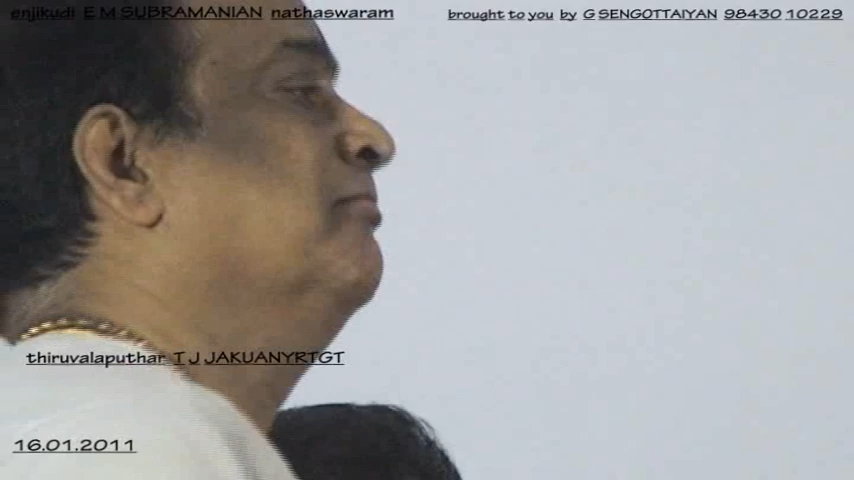 enjikudi E M SUBRAMANIAN nathaswaram
brought to you by G SENGOTTAIYAN 98430 10229
thiruvalaputhar T J JAKUANYRTGT
16.01.2011